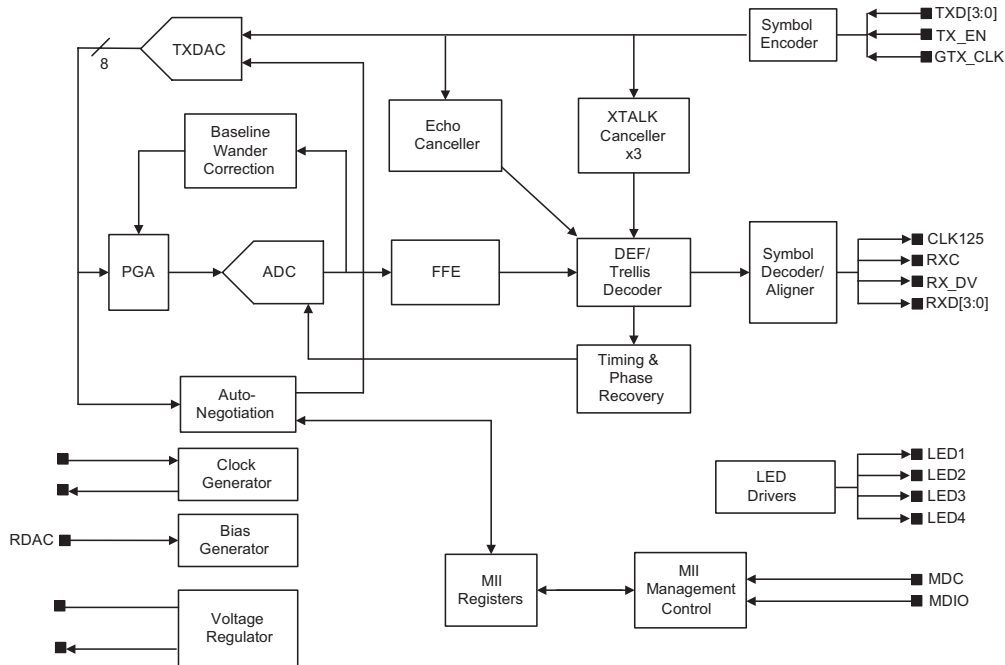 TXDAC
8
Symbol
Encoder
TXD[3:0]
TX_EN
GTX_CLK
Baseline
Wander
Correction
Echo
Canceller
XTALK
Canceller
x3
PGA
ADC
FFE
DEF/
Trellis
Decoder
Symbol
Decoder/
Aligner
CLK125
RXC
RX_DV
RXD[3:0]
Timing &
Phase
Recovery
Auto-
Negotiation
Clock
Generator
LED
Drivers
LED1
LED2
LED3
LED4
RDAC
Bias
Generator
MII
Registers
MII
Management
Control
MDC
MDIO
Voltage
Regulator